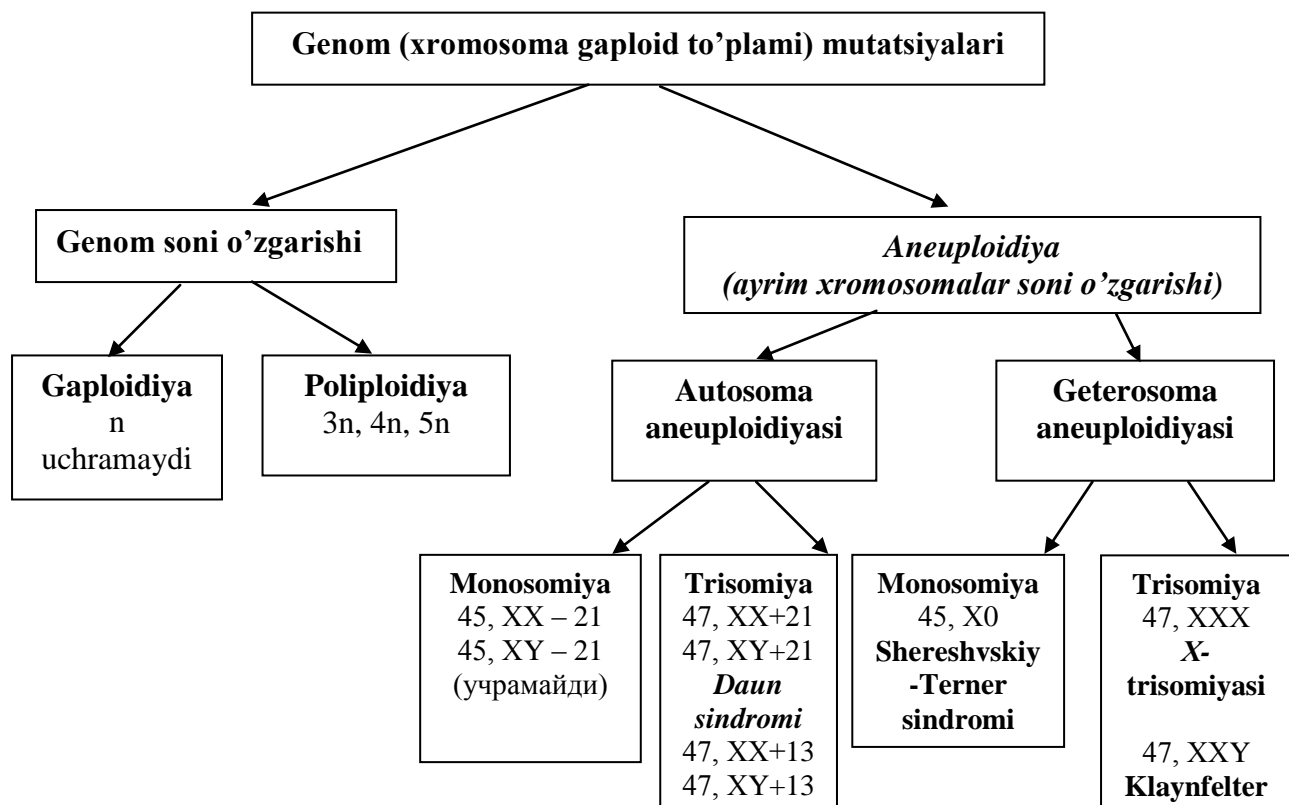 Genom (xromosoma gaploid to’plami) mutatsiyalari
Genom soni o’zgarishi
Aneuploidiya
(ayrim xromosomalar soni o’zgarishi)
Gaploidiya
n
uchramaydi
Poliploidiya
3n, 4n, 5n
Autosoma
aneuploidiyasi
Geterosoma
aneuploidiyasi
Monosomiya
45, XX – 21
45, XY – 21
(учрамайди)
Trisomiya
47, XX+21
47, XY+21
Daun
sindromi
47, XX+13
47, XY+13
Monosomiya
45, X0
Shereshvskiy
-Terner
sindromi
Trisomiya
47, XXX
X-
trisomiyasi
47, XXY
Klaynfelter